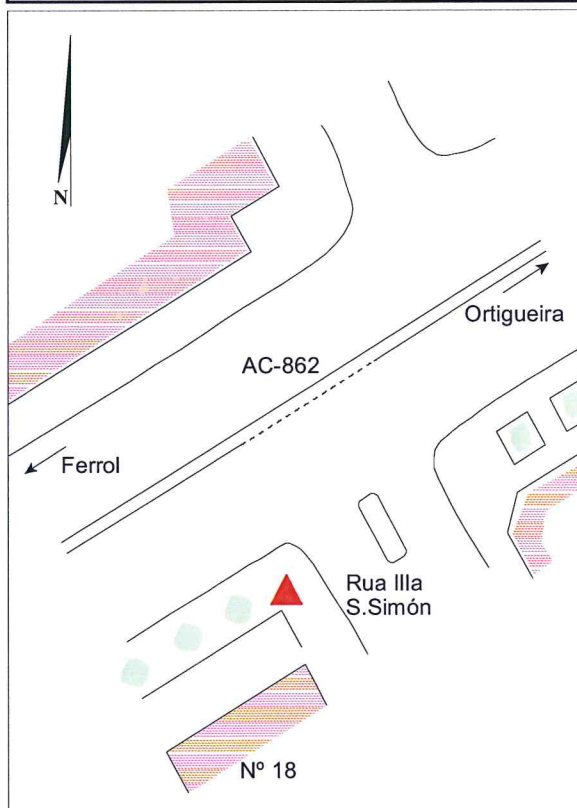 N
Ortigueira
AC-862
Ferrol
Rua Illa
S.Simón
Nº 18